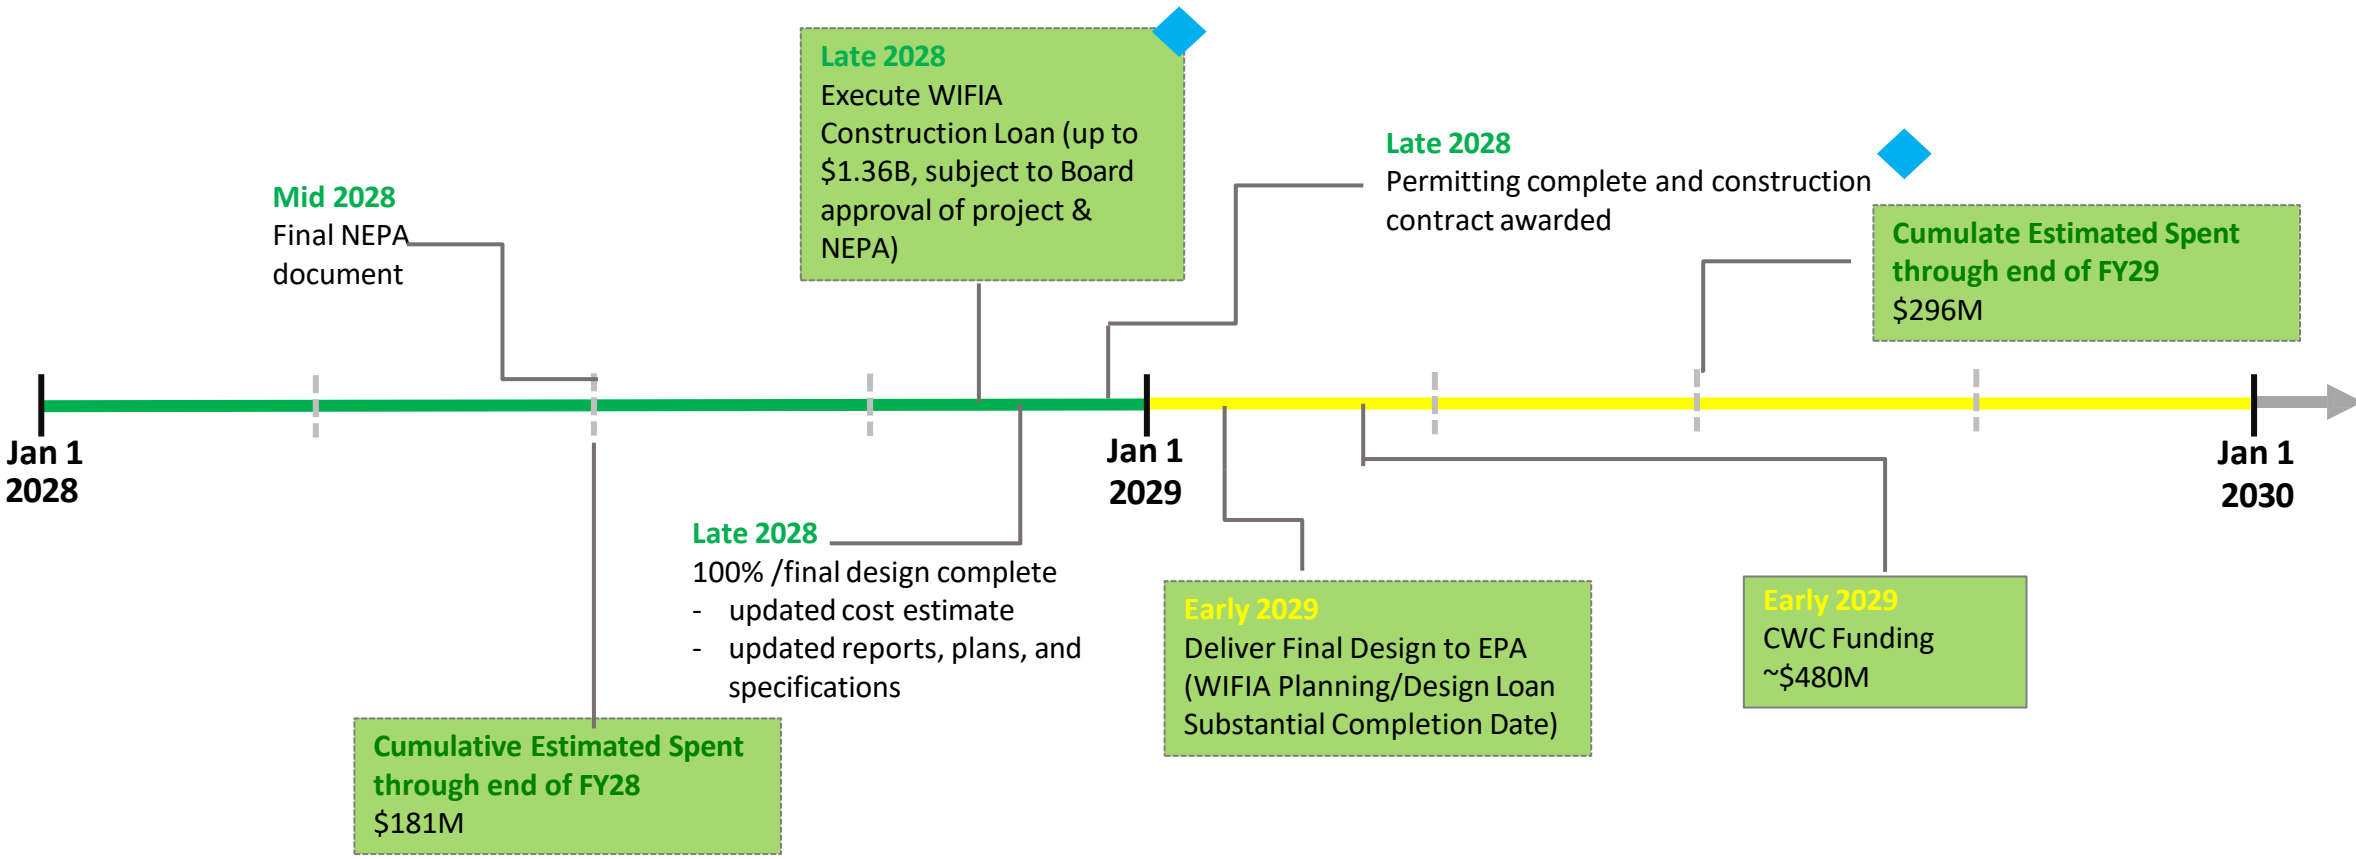 Late 2028
Execute WIFIA
Construction Loan (up to
$1.36B, subject to Board
approval of project &
NEPA)
Late 2028
Permitting complete and construction
contract awarded
Mid 2028
Final NEPA
document
Cumulate Estimated Spent
through end of FY29
$296M
Jan 1
2028
Jan 1
2029
Jan 1
2030
Late 2028
100% /final design complete
- updated cost estimate
- updated reports, plans, and
specifications
Early 2029
Deliver Final Design to EPA
(WIFIA Planning/Design Loan
Substantial Completion Date)
Early 2029
CWC Funding
~$480M
Cumulative Estimated Spent
through end of FY28
$181M